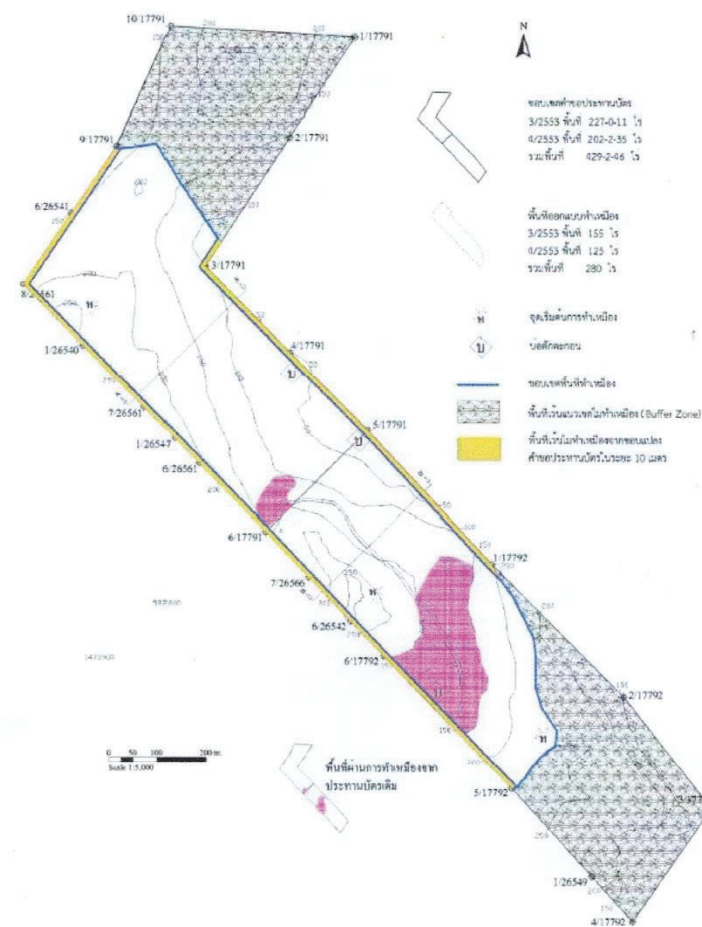 10/17791
1/17791
N
ขอบเขตคำขอประทานบัตร
3/2553 พื้นที่ 227-0-11 ไร่
4/2553 พื้นที่ 202-2-35 ไร่
รวมพื้นที่ 429-2-46 ไร่
2/17791
9/17791
6/26541
พื้นที่ออกแบบทำเหมือง
3/2553 พื้นที่ 155 ไร่
4/2553 พื้นที่ 125 ไร่
รวมพื้นที่ 280 ไร่
3/17791
8/26561
ท
ท จุดเริ่มต้นการทำเหมือง
1/26540
4/17791
บ
บ บ่อดักตะกอน
ขอบเขตพื้นที่ทำเหมือง
7/26561
พื้นที่เว้นแนวเขตไม่ทำเหมือง (Buffer Zone)
5/17791
บ
1/26547
6/26561
พื้นที่เว้นไม่ทำเหมืองจากขอบแปลง
คำขอประทานบัตรในระยะ 10 เมตร
6/17791
1/17792
7/26566
ท
6/26542
6/17792
2/17792
ท
0 50 100 200 m.
Scale 1:5,000
พื้นที่ผ่านการทำเหมืองจาก
ประทานบัตรเดิม
5/17792
1/26549
4/17792